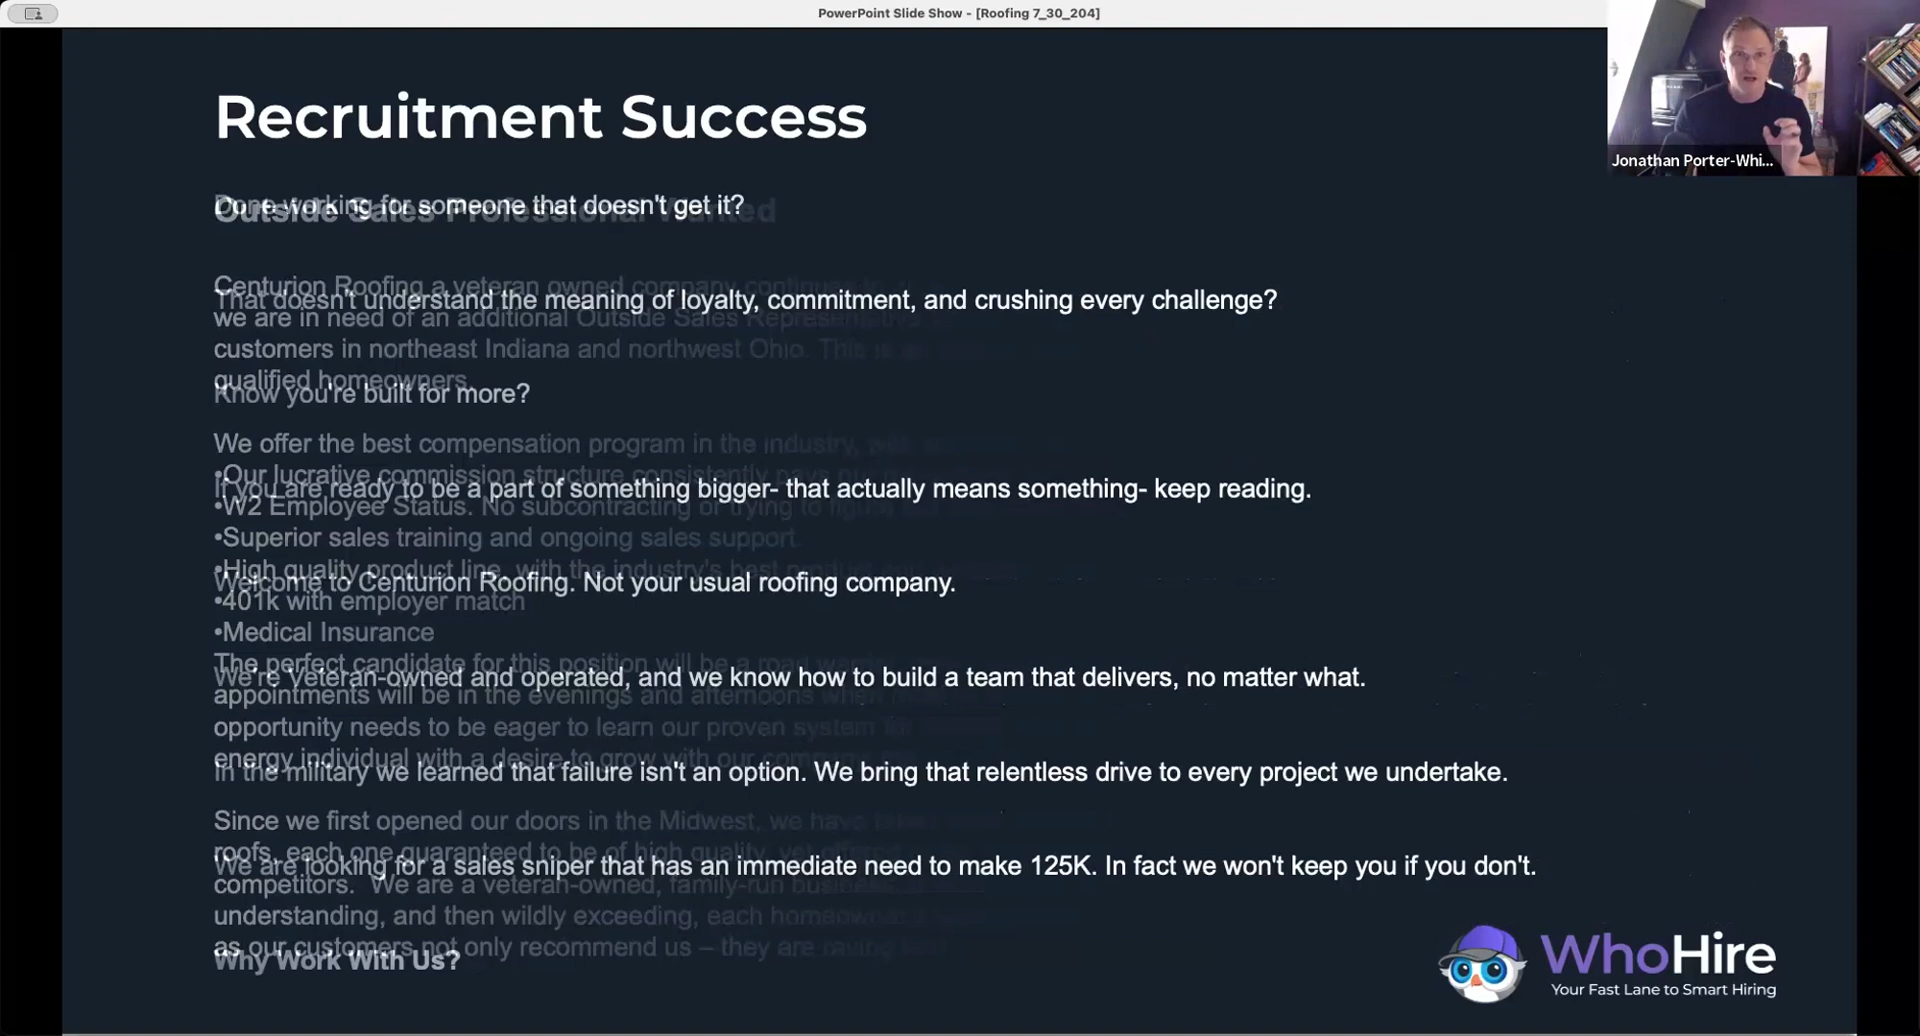 PowerPoint Slide Show - [Roofing 7_30_204]
Recruitment Success
Jonathan Porter-Whi...
Done working for someone that doesn't get it?
Outside Sales Professional Wanted
Centurion Roofing a veteran owned company
That doesn't understand the meaning of loyalty, commitment, and crushing every challenge?
we are in need of an additional Outside Sales Representative
customers in northeast Indiana and northwest Ohio. This is
qualified homeowners.
Know you're built for more?
We offer the best compensation program in the industry,
•Our lucrative commission structure consistently pays
If you are ready to be a part of something bigger- that actually means something- keep reading.
•W2 Employee Status. No subcontracting or trying to
•Superior sales training and ongoing sales support.
•High quality product line, with the industry's best
Welcome to Centurion Roofing. Not your usual roofing company.
•401k with employer match
•Medical Insurance
The perfect candidate for this position will be a road
We're Veteran-owned and operated, and we know how to build a team that delivers, no matter what.
appointments will be in the evenings and afternoons when
opportunity needs to be eager to learn our proven system
energy individual with a desire to grow with our
In the military we learned that failure isn't an option. We bring that relentless drive to every project we undertake.
Since we first opened our doors in the Midwest, we have
roofs, each one guaranteed to be of high quality, yet
We are looking for a sales sniper that has an immediate need to make 125K. In fact we won't keep you if you don't.
competitors. We are a veteran-owned, family-run
understanding, and then wildly exceeding, each
as our customers not only recommend us – they are
Why Work With Us?
WhoHire
Your Fast Lane to Smart Hiring